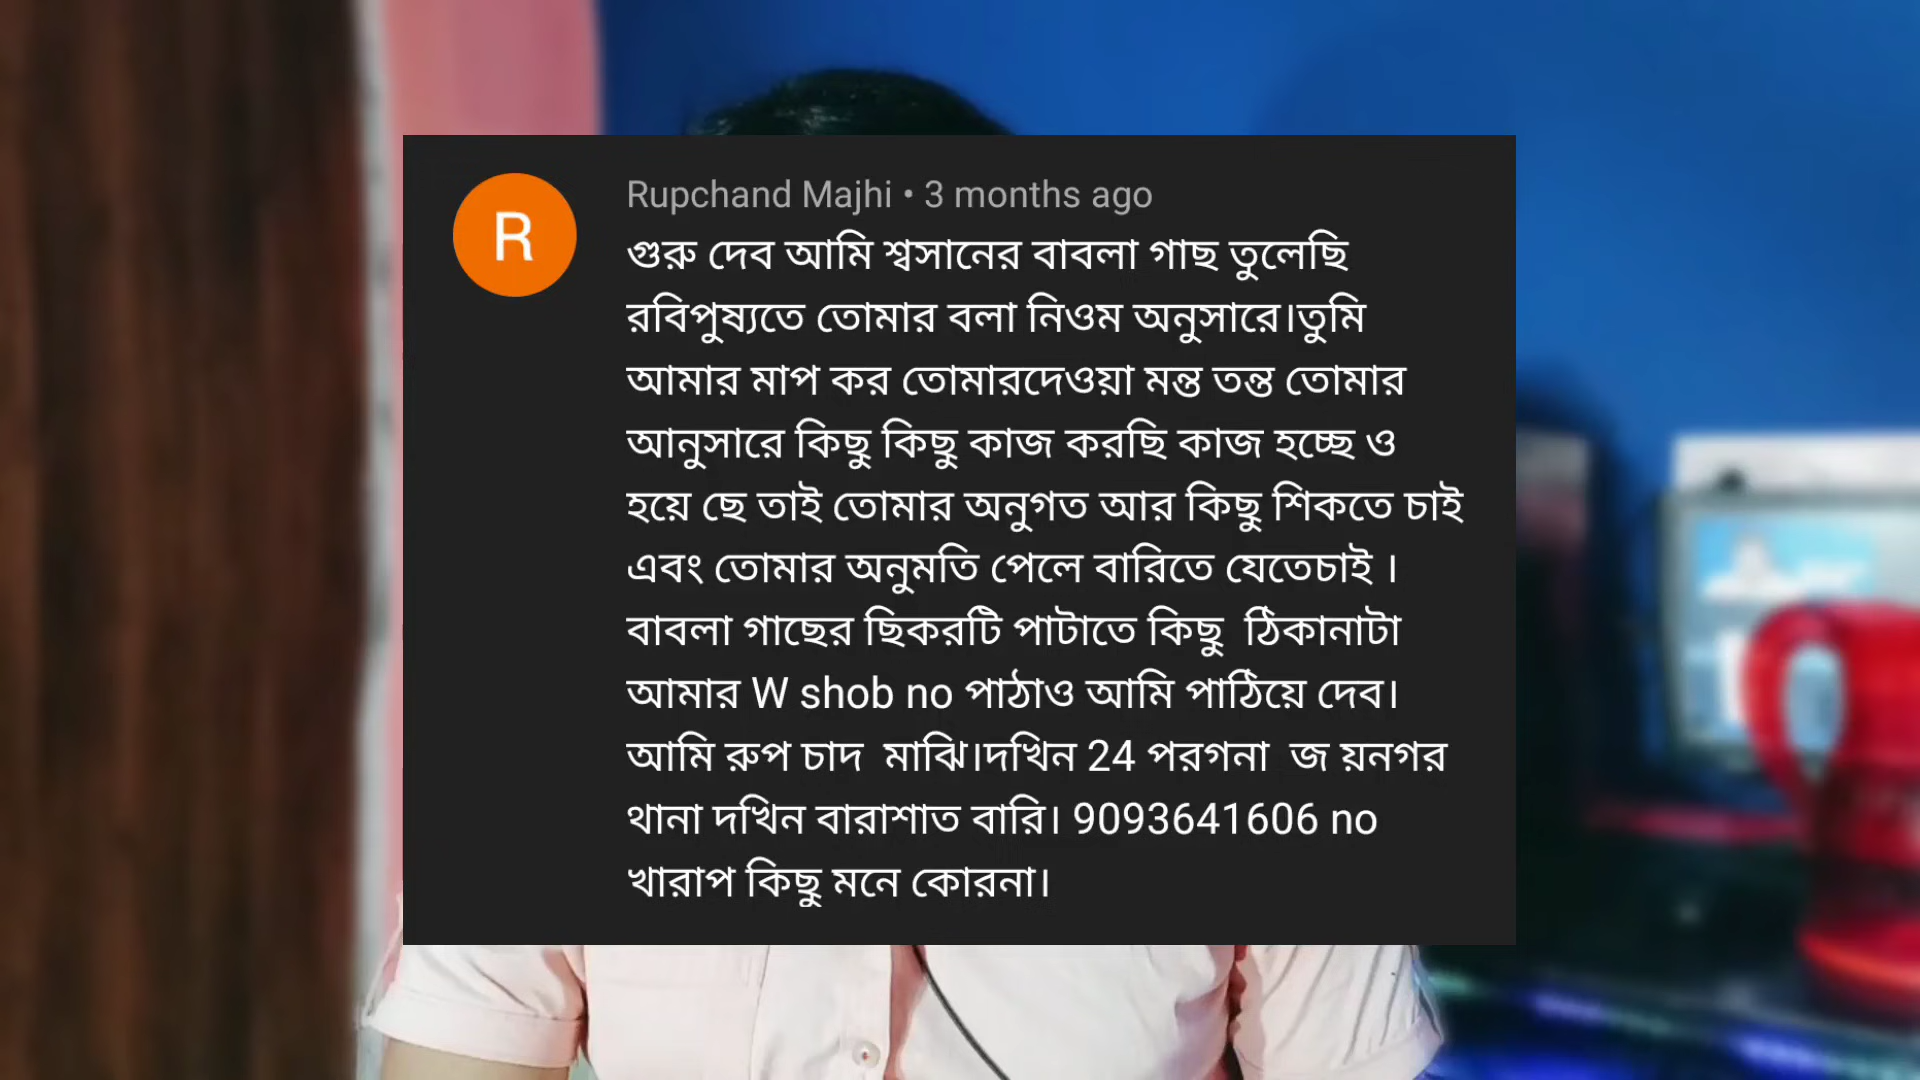 R
Rupchand Majhi • 3 months ago
গুরু দেব আমি শ্বসানের বাবলা গাছ তুলেছি
রবিপুষ্যতে তোমার বলা নিওম অনুসারে।তুমি
আমার মাপ কর তোমারদেওয়া মন্ত তন্ত তোমার
আনুসারে কিছু কিছু কাজ করছি কাজ হচ্ছে ও
হয়ে ছে তাই তোমার অনুগত আর কিছু শিকতে চাই
এবং তোমার অনুমতি পেলে বারিতে যেতেচাই ।
বাবলা গাছের ছিকরটি পাটাতে কিছু  ঠিকানাটা
আমার W shob no পাঠাও আমি পাঠিয়ে দেব।
আমি রুপ চাদ  মাঝি।দখিন 24 পরগনা  জ য়নগর
থানা দখিন বারাশাত বারি। 9093641606 no
খারাপ কিছু মনে কোরনা।